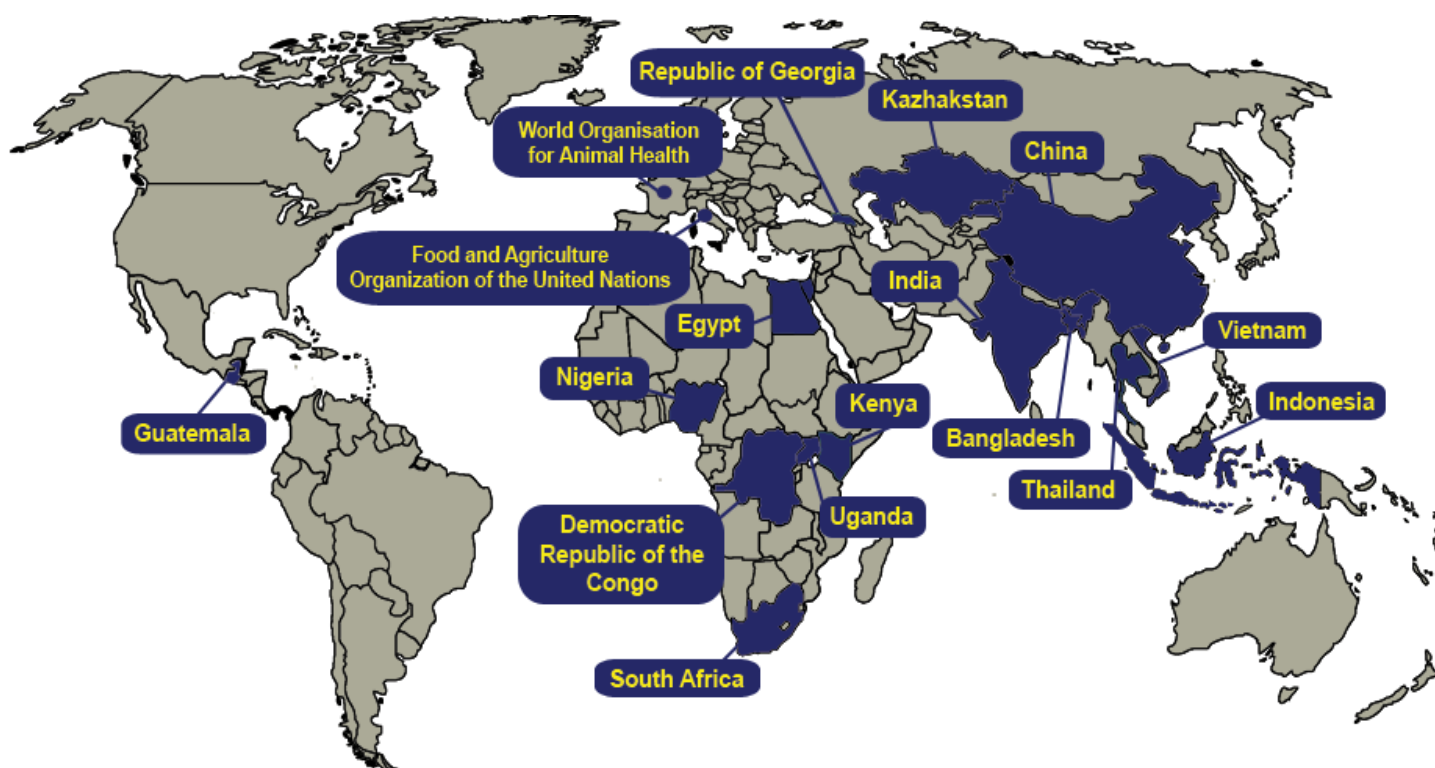 Republic of Georgia
Kazhakstan
World Organisation
for Animal Health
China
Food and Agriculture
Organization of the United Nations
India
Egypt
Vietnam
Nigeria
Kenya
Indonesia
Guatemala
Bangladesh
Thailand
Uganda
Democratic
Republic of the
Congo
South Africa